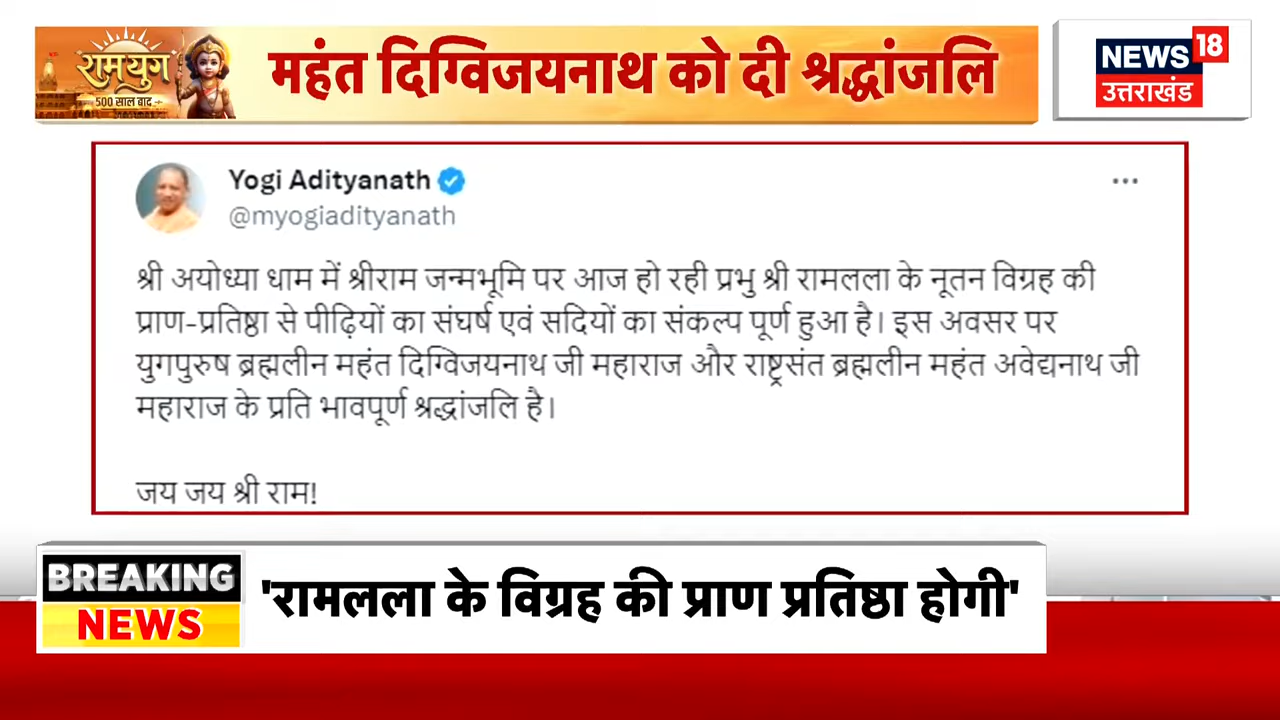 रामयुग
500 साल बाद
महंत दिग्विजयनाथ को दी श्रद्धांजलि
NEWS 18
उत्तराखंड
Yogi Adityanath
@myogiadityanath
श्री अयोध्या धाम में श्रीराम जन्मभूमि पर आज हो रही प्रभु श्री रामलला के नूतन विग्रह की
प्राण-प्रतिष्ठा से पीढ़ियों का संघर्ष एवं सदियों का संकल्प पूर्ण हुआ है। इस अवसर पर
युगपुरुष ब्रह्मलीन महंत दिग्विजयनाथ जी महाराज और राष्ट्रसंत ब्रह्मलीन महंत अवेद्यनाथ जी
महाराज के प्रति भावपूर्ण श्रद्धांजलि है।
जय जय श्री राम!
BREAKING
NEWS
'रामलला के विग्रह की प्राण प्रतिष्ठा होगी'